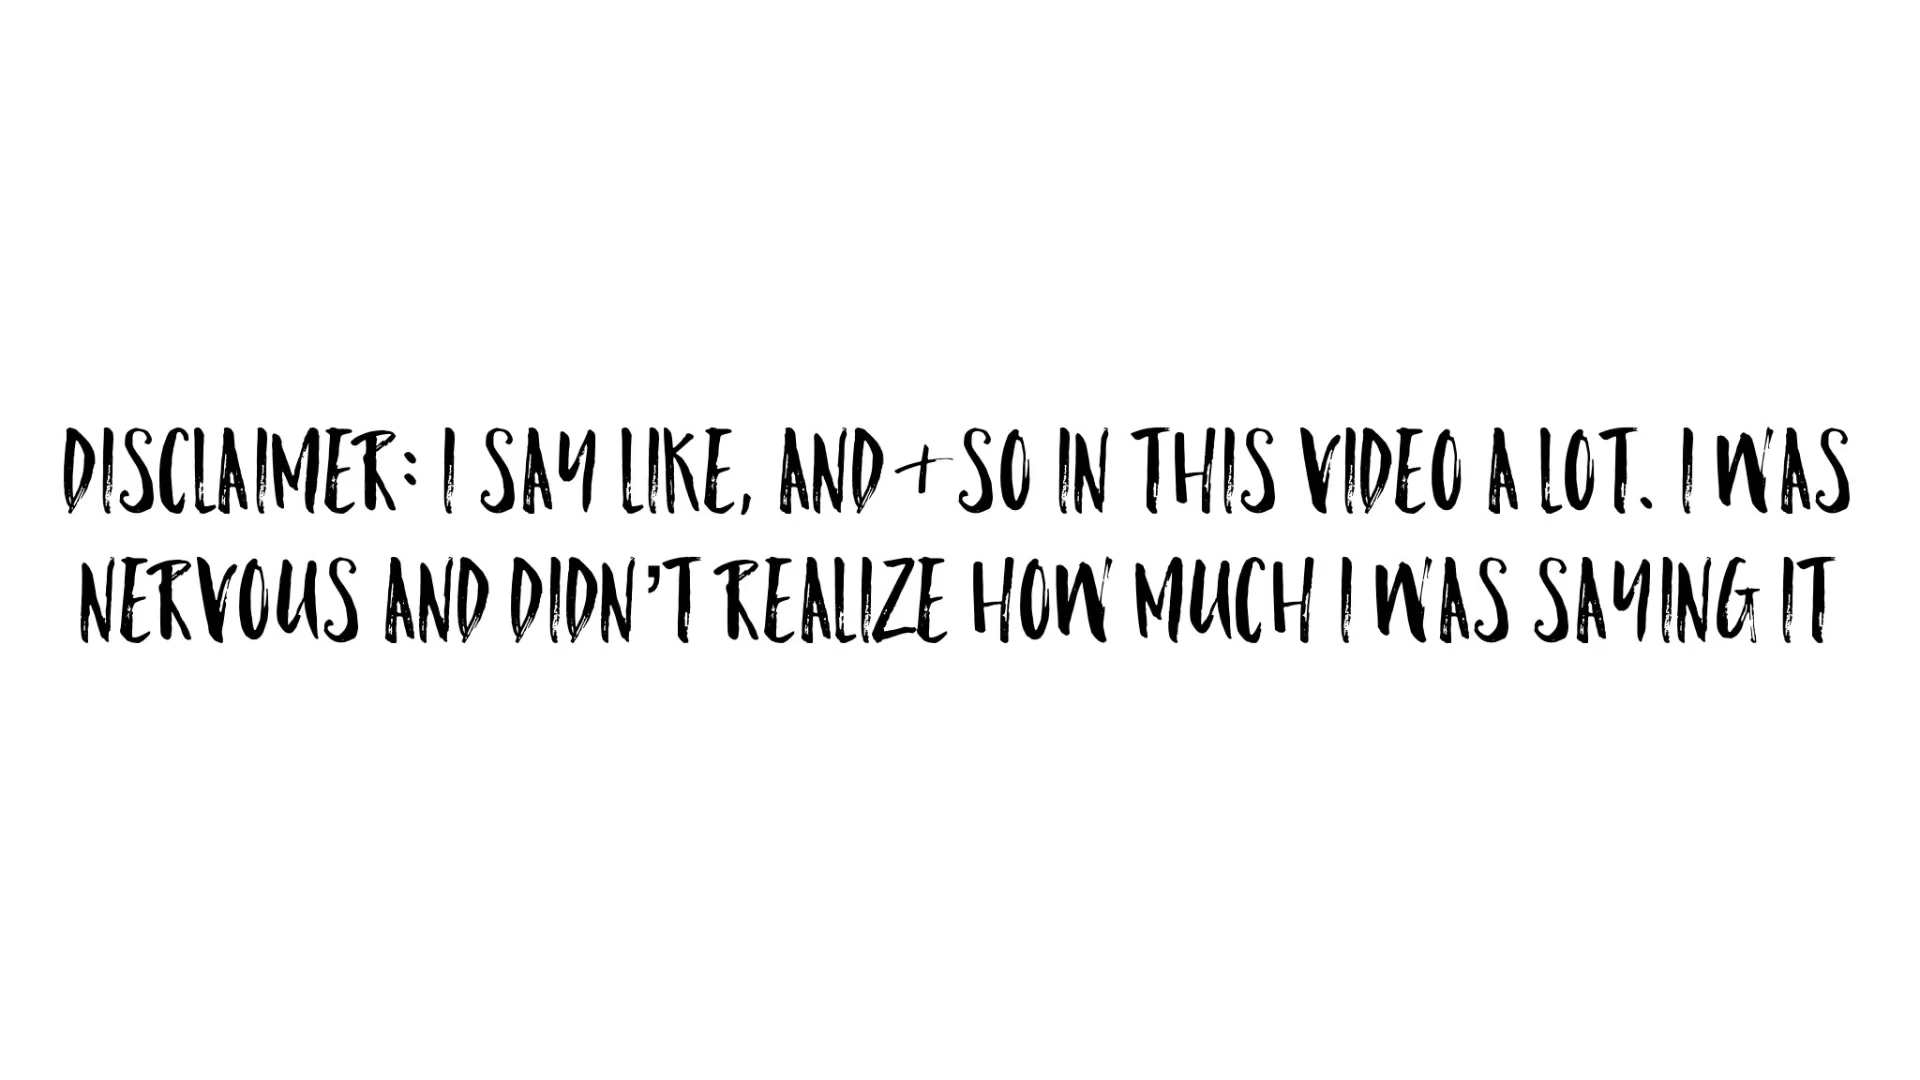 DISCLAIMER: I SAY LIKE, AND+SO IN THIS VIDEO A LOT. I WAS
NERVOUS AND DIDN'T REALIZE HOW MUCH I WAS SAYING IT